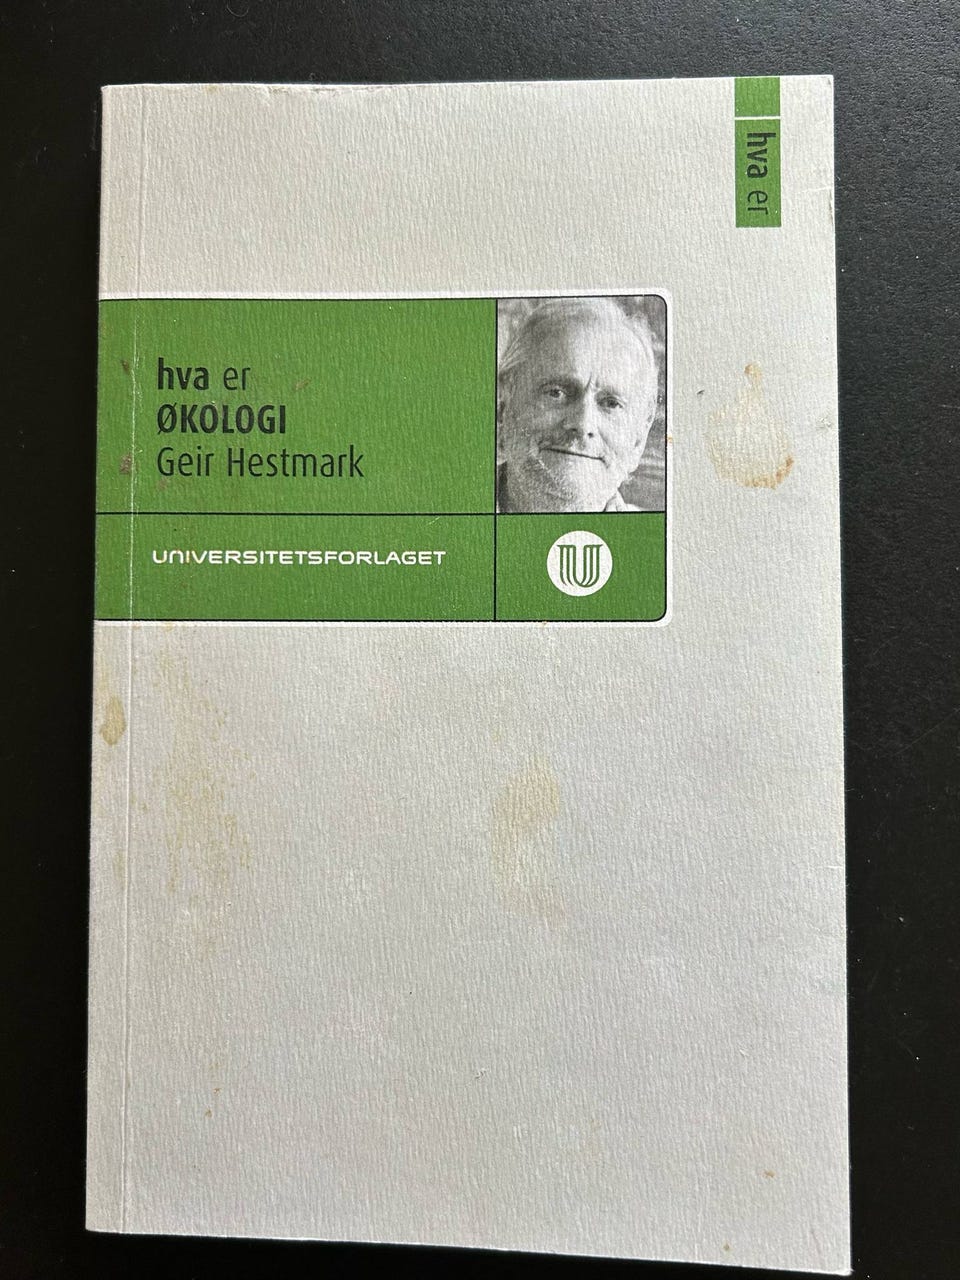 hva er
hva er
ØKOLOGI
Geir Hestmark
UNIVERSITETSFORLAGET
U